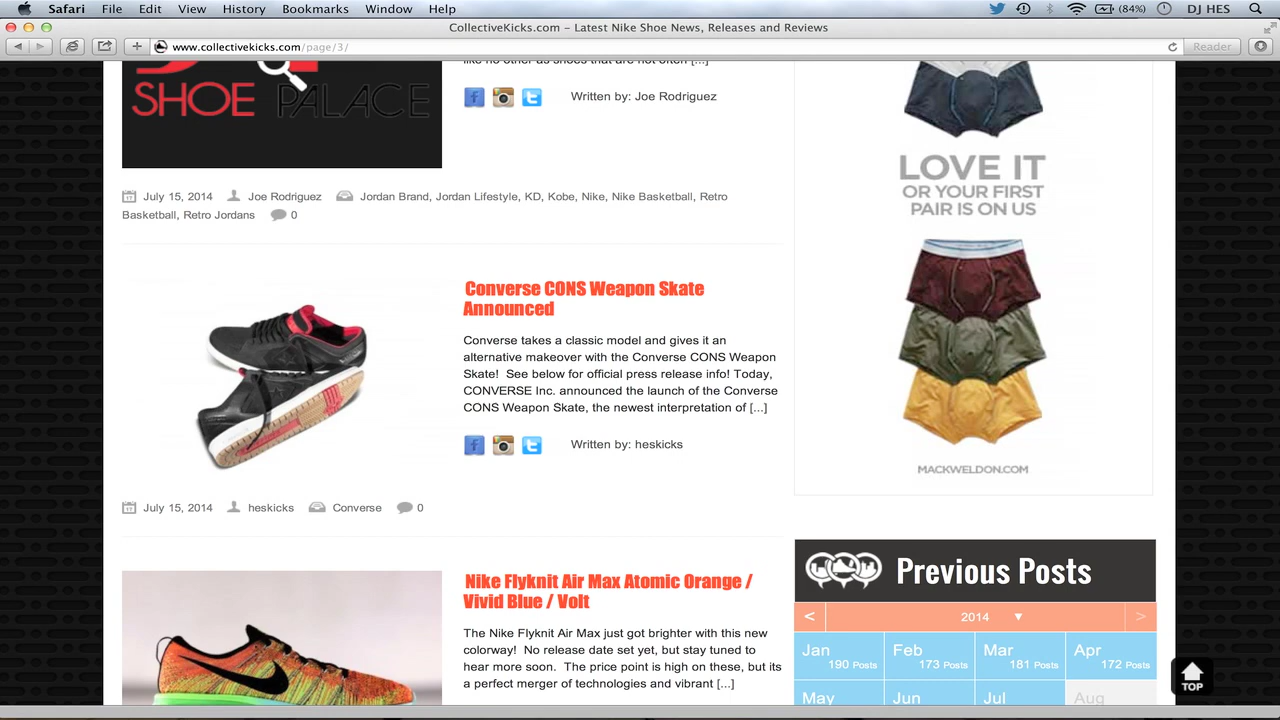 Safari File Edit View History Bookmarks Window Help (84%) DJ HES
CollectiveKicks.com – Latest Nike Shoe News, Releases and Reviews
www.collectivekicks.com/page/3/ Reader
SHOE PALACE
like no other as shoes that are not often [...]
Written by: Joe Rodriguez
July 15, 2014 Joe Rodriguez Jordan Brand, Jordan Lifestyle, KD, Kobe, Nike, Nike Basketball, Retro
Basketball, Retro Jordans 0
Converse CONS Weapon Skate
Announced
Converse takes a classic model and gives it an
alternative makeover with the Converse CONS Weapon
Skate! See below for official press release info! Today,
CONVERSE Inc. announced the launch of the Converse
CONS Weapon Skate, the newest interpretation of [...]
Written by: heskicks
July 15, 2014 heskicks Converse 0
Nike Flyknit Air Max Atomic Orange /
Vivid Blue / Volt
The Nike Flyknit Air Max just got brighter with this new
colorway! No release date set yet, but stay tuned to
hear more soon. The price point is high on these, but its
a perfect merger of technologies and vibrant [...]
LOVE IT
OR YOUR FIRST
PAIR IS ON US
MACKWELDON.COM
Previous Posts
< 2014 ▼ >
Jan Feb Mar Apr
190 Posts 173 Posts 181 Posts 172 Posts
May Jun Jul Aug
TOP